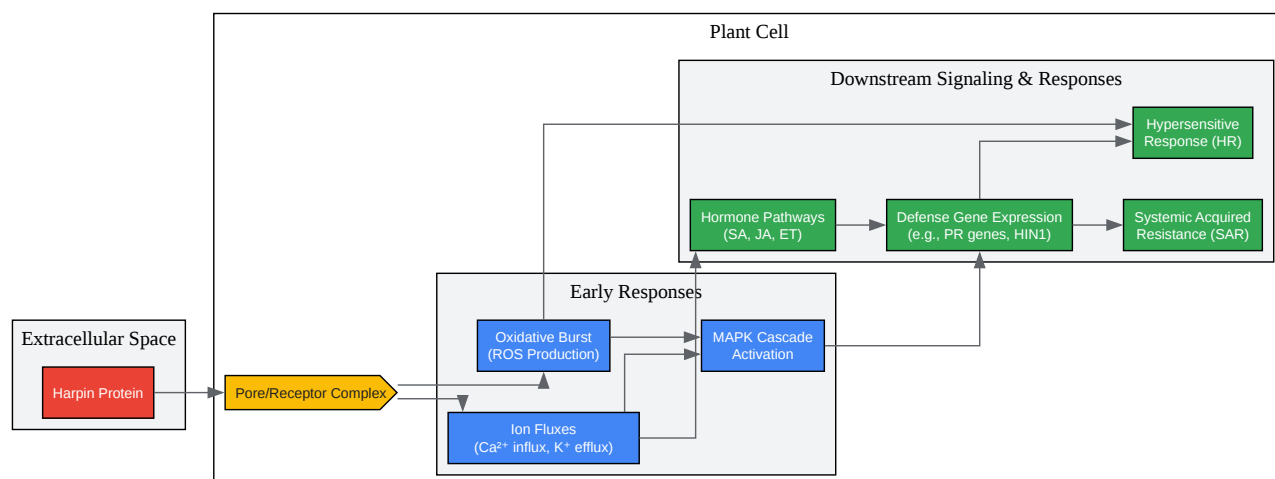 Plant Cell
Downstream Signaling & Responses
Hypersensitive
Response (HR)
Hormone Pathways
(SA, JA, ET)
Defense Gene Expression
(e.g., PR genes, HIN1)
Systemic Acquired
Resistance (SAR)
Early Responses
Extracellular Space
Oxidative Burst
(ROS Production)
MAPK Cascade
Activation
Harpin Protein
Pore/Receptor Complex
Ion Fluxes
(Ca²⁺ influx, K⁺ efflux)